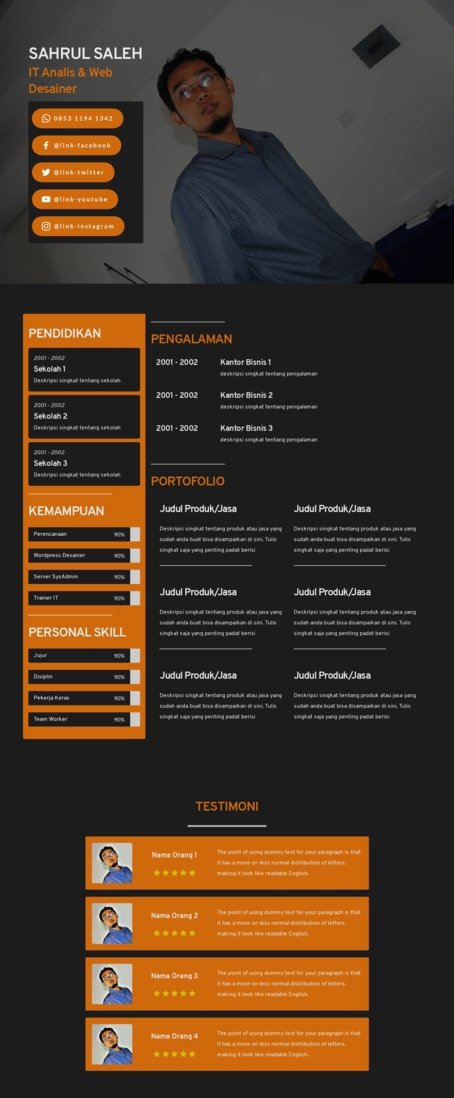 SAHRUL SALEH
IT Analis & Web
Desainer
0853 1194 1342
@link-facebook
@link-twitter
@link-youtube
@link-instagram
PENDIDIKAN
2001 - 2002
Sekolah 1
Deskripsi singkat tentang sekolah
2001 - 2002
Sekolah 2
Deskripsi singkat tentang sekolah
2001 - 2002
Sekolah 3
Deskripsi singkat tentang sekolah
KEMAMPUAN
Perencanaan 90%
Wordpress Desainer 90%
Server SysAdmin 90%
Trainer IT 90%
PERSONAL SKILL
Jujur 90%
Disiplin 90%
Pekerja Keras 90%
Team Worker 90%
PENGALAMAN
2001 - 2002 Kantor Bisnis 1
deskripsi singkat tentang pengalaman
2001 - 2002 Kantor Bisnis 2
deskripsi singkat tentang pengalaman
2001 - 2002 Kantor Bisnis 3
deskripsi singkat tentang pengalaman
PORTOFOLIO
Judul Produk/Jasa
Deskripsi singkat tentang produk atau jasa yang
sudah anda buat bisa disampaikan di sini. Tulis
singkat saja yang penting padat berisi
Judul Produk/Jasa
Deskripsi singkat tentang produk atau jasa yang
sudah anda buat bisa disampaikan di sini. Tulis
singkat saja yang penting padat berisi
Judul Produk/Jasa
Deskripsi singkat tentang produk atau jasa yang
sudah anda buat bisa disampaikan di sini. Tulis
singkat saja yang penting padat berisi
Judul Produk/Jasa
Deskripsi singkat tentang produk atau jasa yang
sudah anda buat bisa disampaikan di sini. Tulis
singkat saja yang penting padat berisi
Judul Produk/Jasa
Deskripsi singkat tentang produk atau jasa yang
sudah anda buat bisa disampaikan di sini. Tulis
singkat saja yang penting padat berisi
Judul Produk/Jasa
Deskripsi singkat tentang produk atau jasa yang
sudah anda buat bisa disampaikan di sini. Tulis
singkat saja yang penting padat berisi
TESTIMONI
Nama Orang 1
The point of using dummy text for your paragraph is that
it has a more-or-less normal distribution of letters.
making it look like readable English.
Nama Orang 2
The point of using dummy text for your paragraph is that
it has a more-or-less normal distribution of letters.
making it look like readable English.
Nama Orang 3
The point of using dummy text for your paragraph is that
it has a more-or-less normal distribution of letters.
making it look like readable English.
Nama Orang 4
The point of using dummy text for your paragraph is that
it has a more-or-less normal distribution of letters.
making it look like readable English.